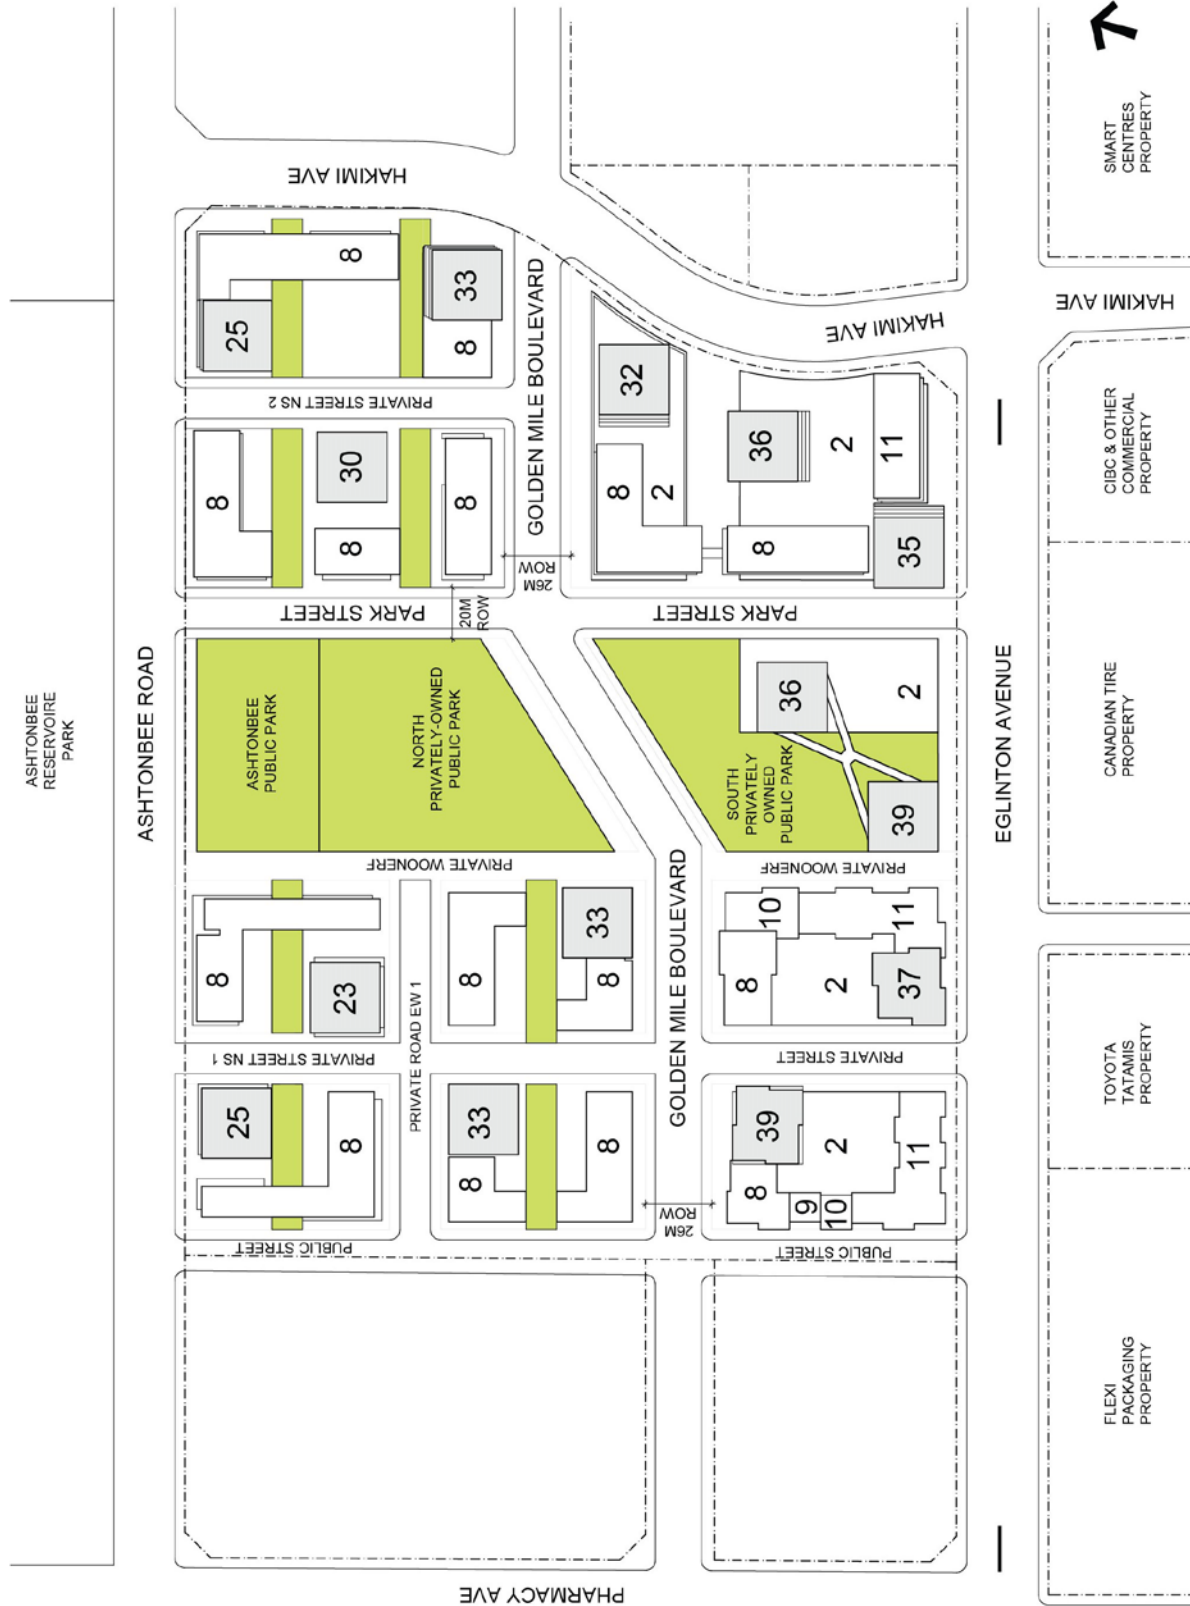 ASHTONBEE
RESERVOIRE
PARK
ASHTONBEE ROAD
PHARMACY AVE
PUBLIC STREET
25
8
PRIVATE STREET NS 1
8
23
ASHTONBEE
PUBLIC PARK
NORTH
PRIVATELY-OWNED
PUBLIC PARK
PARK STREET
8
8
30
8
PRIVATE STREET NS 2
25
8
8
33
HAKIMI AVE
PRIVATE ROAD EW 1
PRIVATE WOONERF
20M
ROW
8
33
8
8
8
33
26M
ROW
GOLDEN MILE BOULEVARD
GOLDEN MILE BOULEVARD
26M
ROW
PUBLIC STREET
8
39
9
10
2
11
PRIVATE STREET
8
10
2
11
37
PRIVATE WOONERF
SOUTH
PRIVATELY
OWNED
PUBLIC PARK
36
2
39
PARK STREET
8
2
32
8
36
2
11
35
HAKIMI AVE
EGLINTON AVENUE
HAKIMI AVE
FLEXI
PACKAGING
PROPERTY
TOYOTA
TATAMIS
PROPERTY
CANADIAN TIRE
PROPERTY
CIBC & OTHER
COMMERCIAL
PROPERTY
SMART
CENTRES
PROPERTY